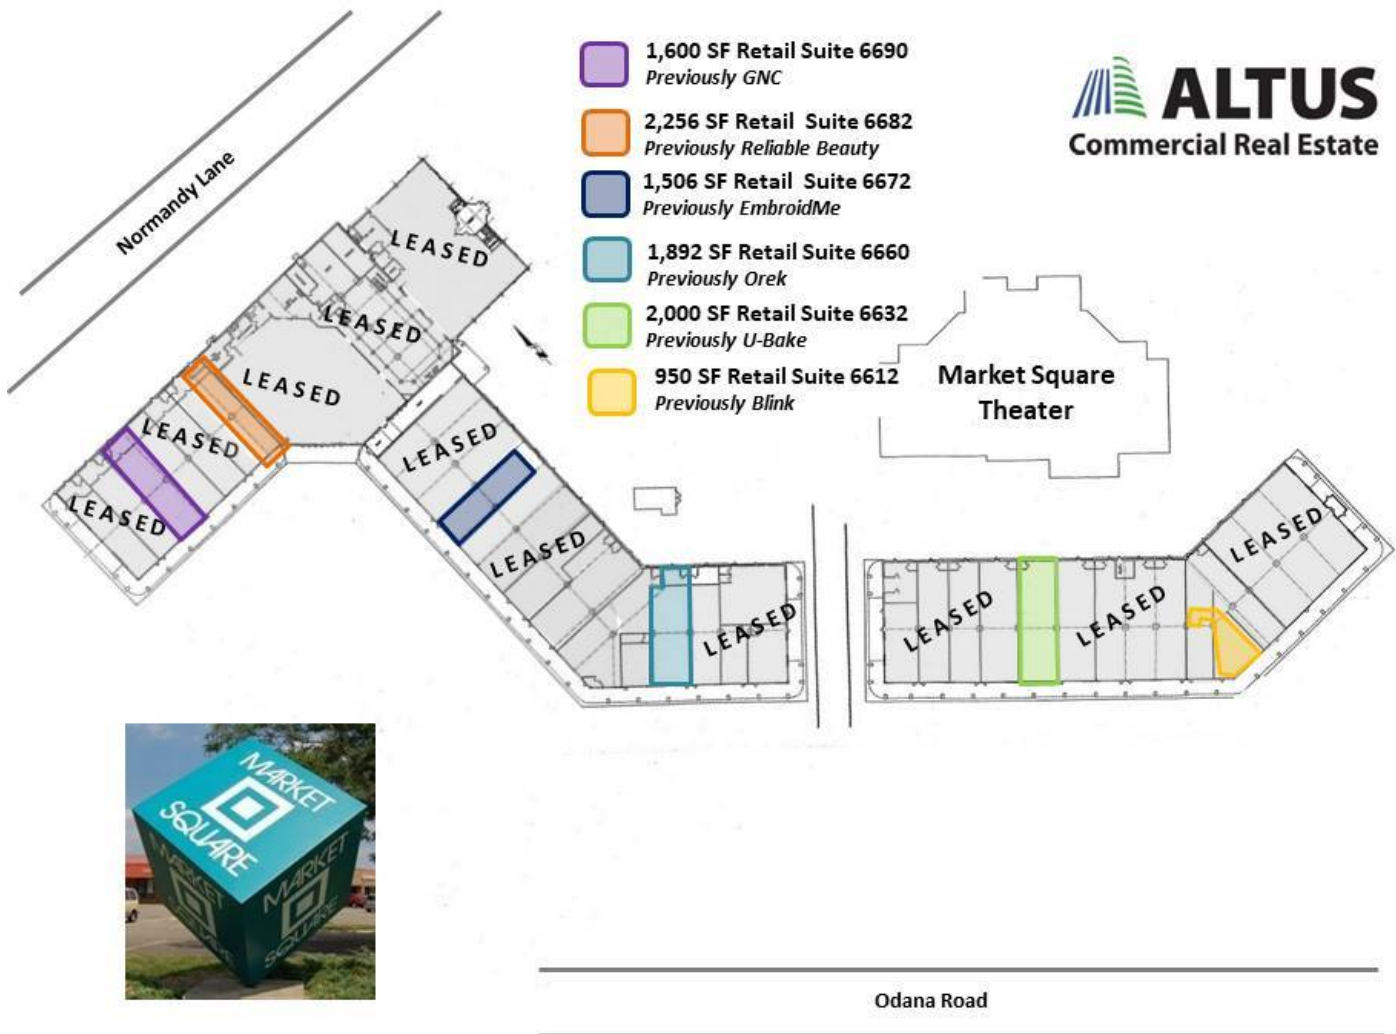 1,600 SF Retail Suite 6690
Previously GNC
2,256 SF Retail Suite 6682
Previously Reliable Beauty
1,506 SF Retail Suite 6672
Previously EmbroidMe
1,892 SF Retail Suite 6660
Previously Orek
2,000 SF Retail Suite 6632
Previously U-Bake
950 SF Retail Suite 6612
Previously Blink
ALTUS
Commercial Real Estate
Normandy Lane
LEASED
LEASED
LEASED
LEASED
LEASED
LEASED
LEASED
LEASED
Market Square
Theater
LEASED
LEASED
LEASED
MARKET
SQUARE
MARKET
SQUARE
MARKET
SQUARE
Odana Road